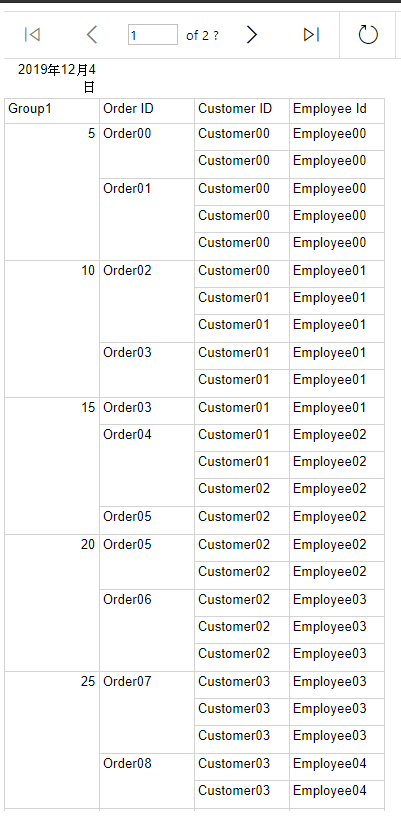 1 of 2 ?
2019年12月4
日
Group1 Order ID Customer ID Employee Id
5 Order00 Customer00 Employee00
Customer00 Employee00
Order01 Customer00 Employee00
Customer00 Employee00
Customer00 Employee00
10 Order02 Customer00 Employee01
Customer01 Employee01
Customer01 Employee01
Order03 Customer01 Employee01
Customer01 Employee01
15 Order03 Customer01 Employee01
Order04 Customer01 Employee02
Customer01 Employee02
Customer02 Employee02
Order05 Customer02 Employee02
20 Order05 Customer02 Employee02
Customer02 Employee02
Order06 Customer02 Employee03
Customer02 Employee03
Customer02 Employee03
25 Order07 Customer03 Employee03
Customer03 Employee03
Customer03 Employee03
Order08 Customer03 Employee04
Customer03 Employee04